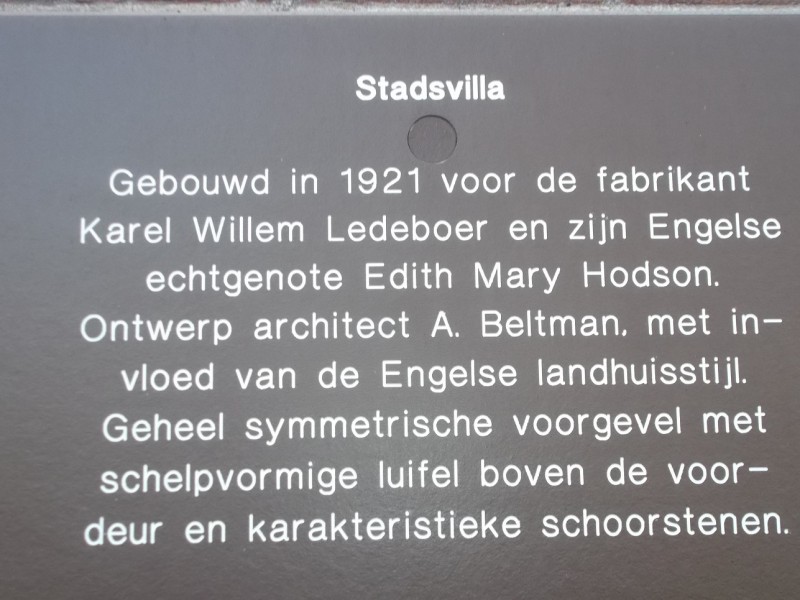 Stadsvilla
Gebouwd in 1921 voor de fabrikant
Karel Willem Ledeboer en zijn Engelse
echtgenote Edith Mary Hodson.
Ontwerp architect A. Beltman, met in-
vloed van de Engelse landhuisstijl.
Geheel symmetrische voorgevel met
schelpvormige luifel boven de voor-
deur en karakteristieke schoorstenen.